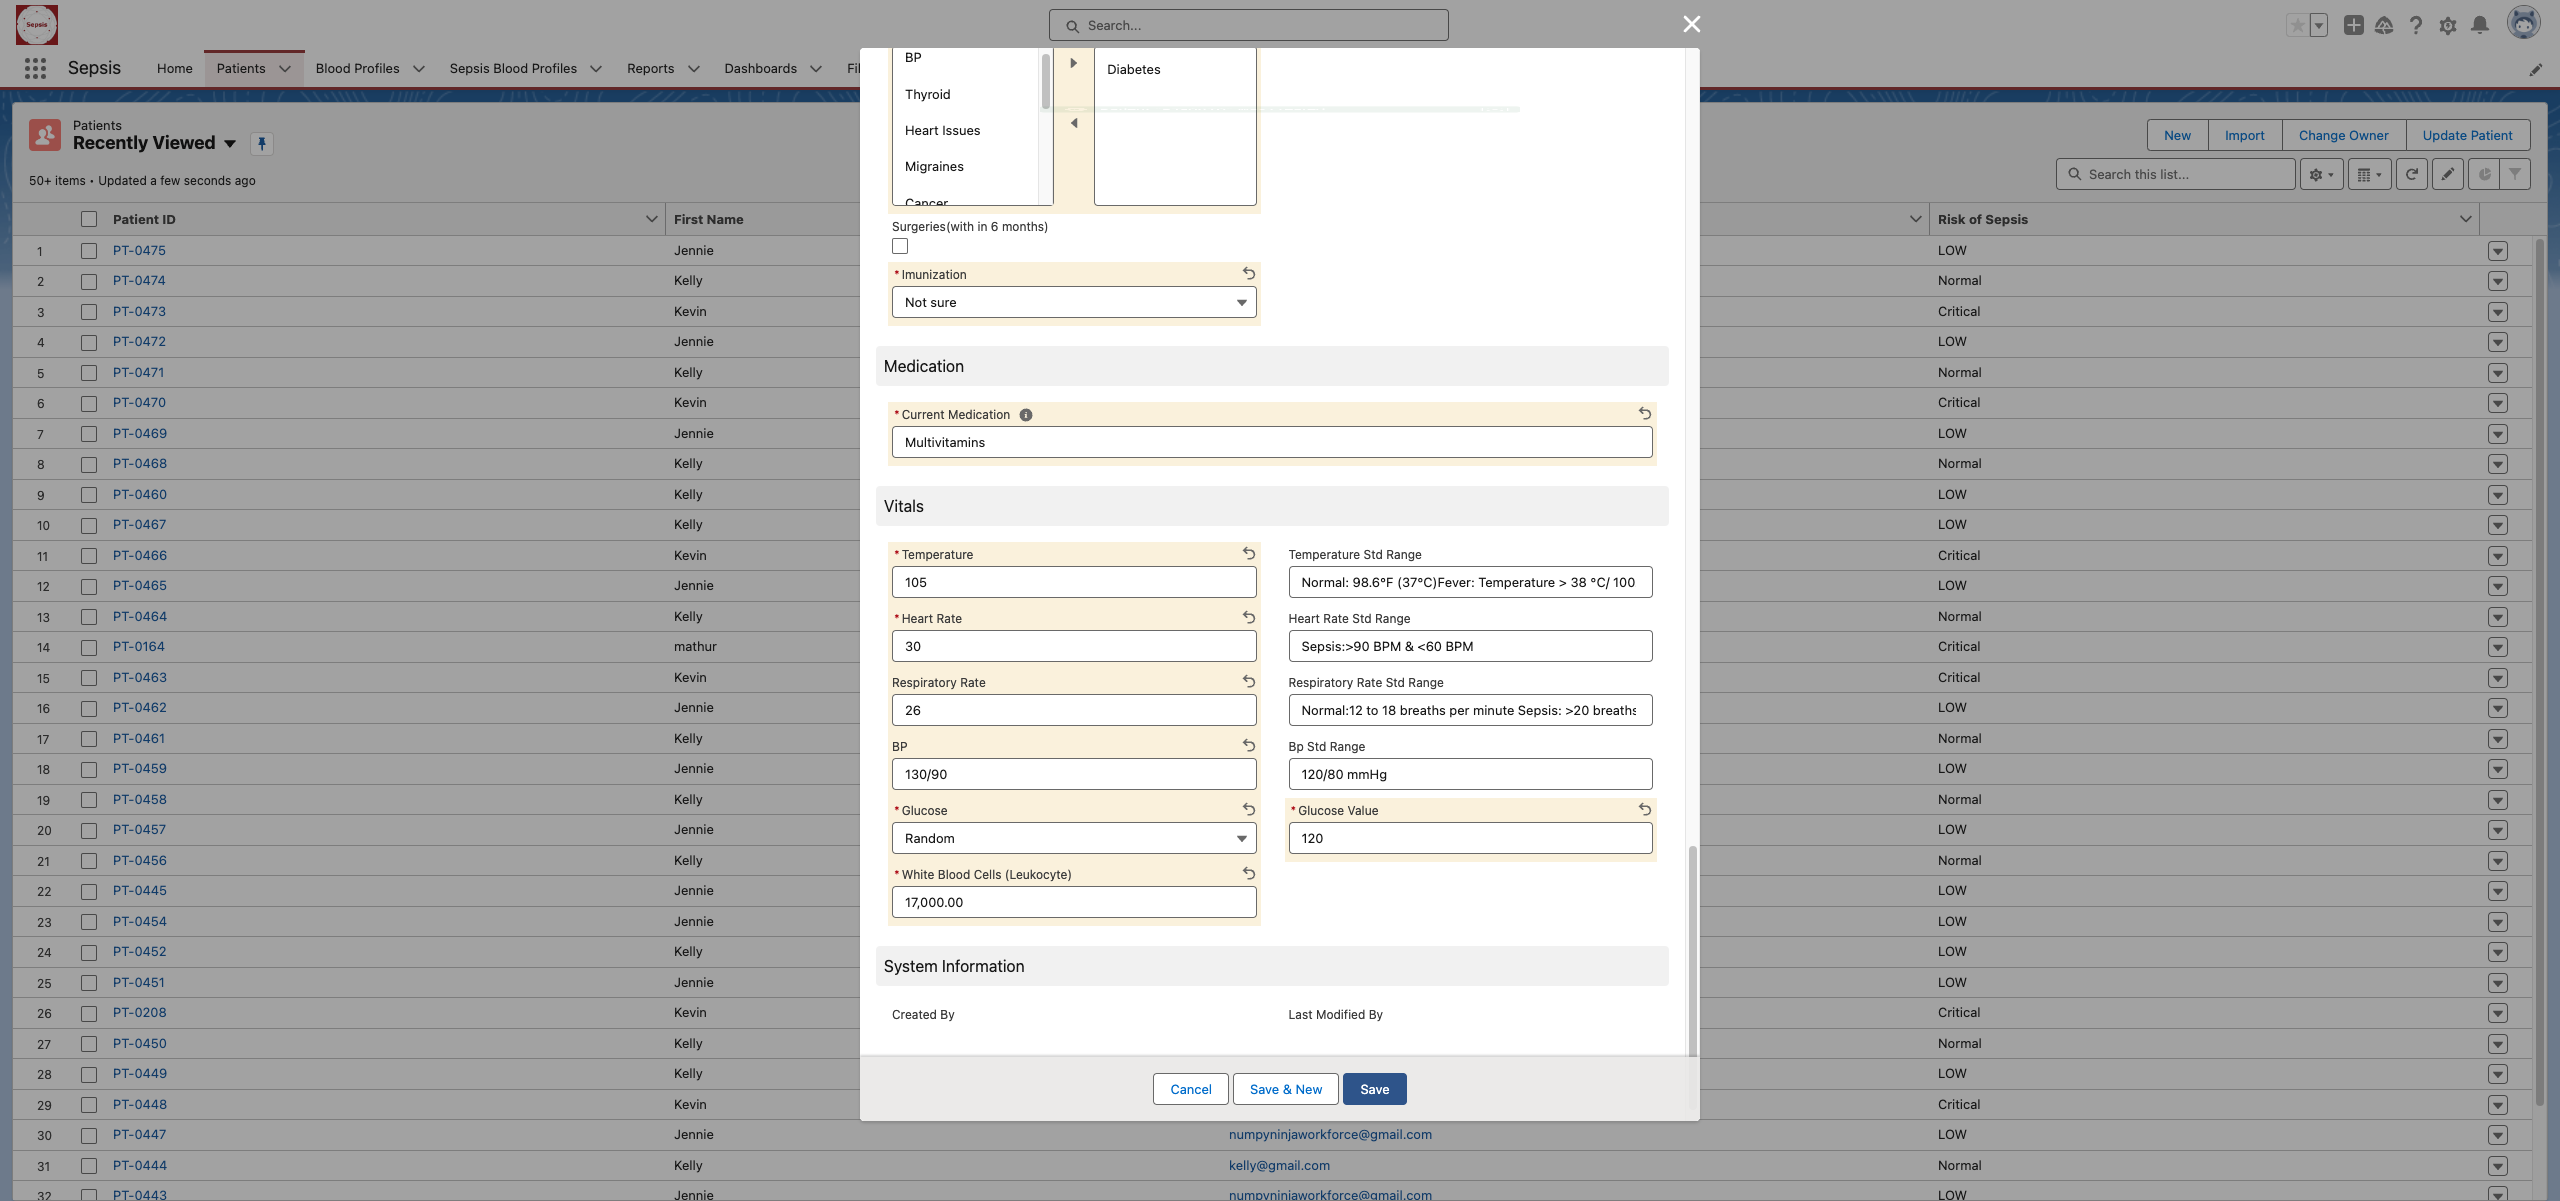 Sepsis
Search...
Sepsis
Home
Patients
Blood Profiles
Sepsis Blood Profiles
Reports
Dashboards
Patients
Recently Viewed
50+ items • Updated a few seconds ago
New
Import
Change Owner
Update Patient
Search this list...
Patient ID
First Name
Risk of Sepsis
1 PT-0475 Jennie LOW
2 PT-0474 Kelly Normal
3 PT-0473 Kevin Critical
4 PT-0472 Jennie LOW
5 PT-0471 Kelly Normal
6 PT-0470 Kevin Critical
7 PT-0469 Jennie LOW
8 PT-0468 Kelly Normal
9 PT-0460 Kelly LOW
10 PT-0467 Kelly LOW
11 PT-0466 Kevin Critical
12 PT-0465 Jennie LOW
13 PT-0464 Kelly Normal
14 PT-0164 mathur Critical
15 PT-0463 Kevin Critical
16 PT-0462 Jennie LOW
17 PT-0461 Kelly Normal
18 PT-0459 Jennie LOW
19 PT-0458 Kelly Normal
20 PT-0457 Jennie LOW
21 PT-0456 Kelly Normal
22 PT-0445 Jennie LOW
23 PT-0454 Jennie LOW
24 PT-0452 Kelly LOW
25 PT-0451 Jennie LOW
26 PT-0208 Kevin Critical
27 PT-0450 Kelly Normal
28 PT-0449 Kelly LOW
29 PT-0448 Kevin Critical
30 PT-0447 Jennie numpyninjaworkforce@gmail.com LOW
31 PT-0444 Kelly kelly@gmail.com Normal
32 PT-0443 Jennie numpyninjaworkforce@gmail.com LOW
BP
Thyroid
Heart Issues
Migraines
Cancer
Diabetes
Surgeries(with in 6 months)
* Imunization
Not sure
Medication
* Current Medication
Multivitamins
Vitals
* Temperature
105
Temperature Std Range
Normal: 98.6°F (37°C)Fever: Temperature > 38 °C/ 100
* Heart Rate
30
Heart Rate Std Range
Sepsis:>90 BPM & <60 BPM
Respiratory Rate
26
Respiratory Rate Std Range
Normal:12 to 18 breaths per minute Sepsis: >20 breaths
BP
130/90
Bp Std Range
120/80 mmHg
* Glucose
Random
* Glucose Value
120
* White Blood Cells (Leukocyte)
17,000.00
System Information
Created By
Last Modified By
Cancel
Save & New
Save